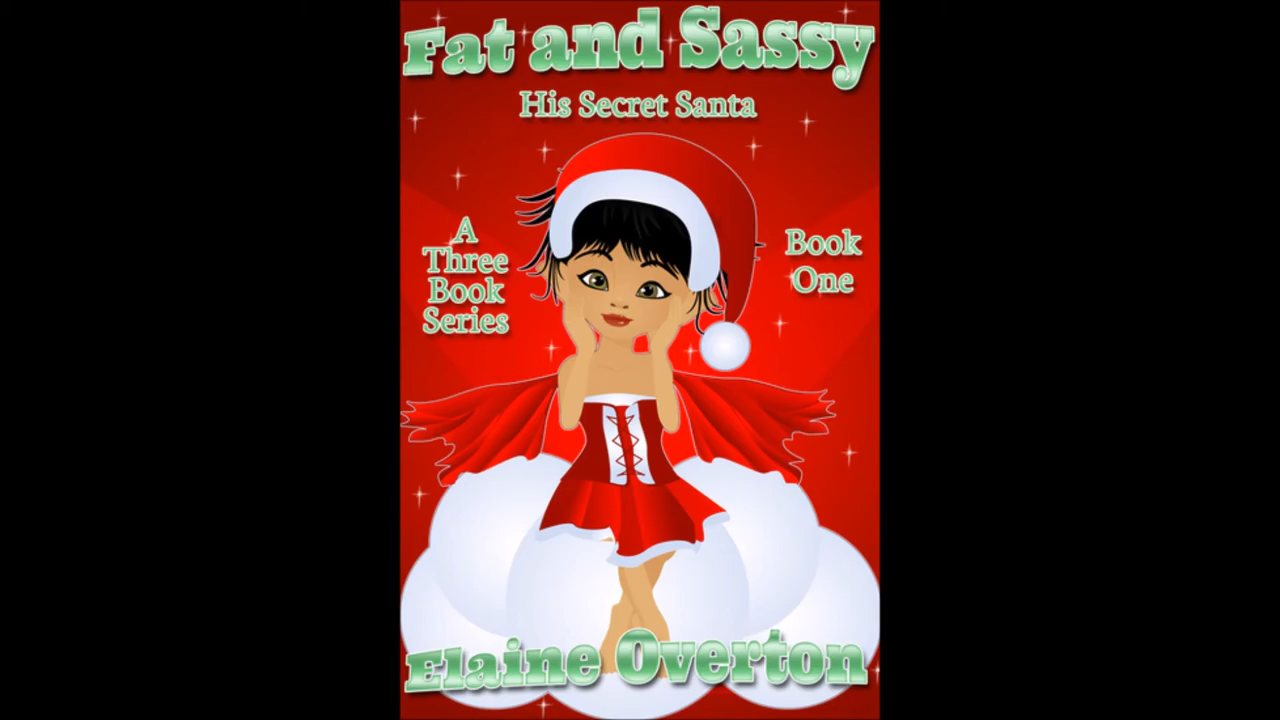 Fat and Sassy
His Secret Santa
A
Three
Book
Series
Book
One
Elaine Overton